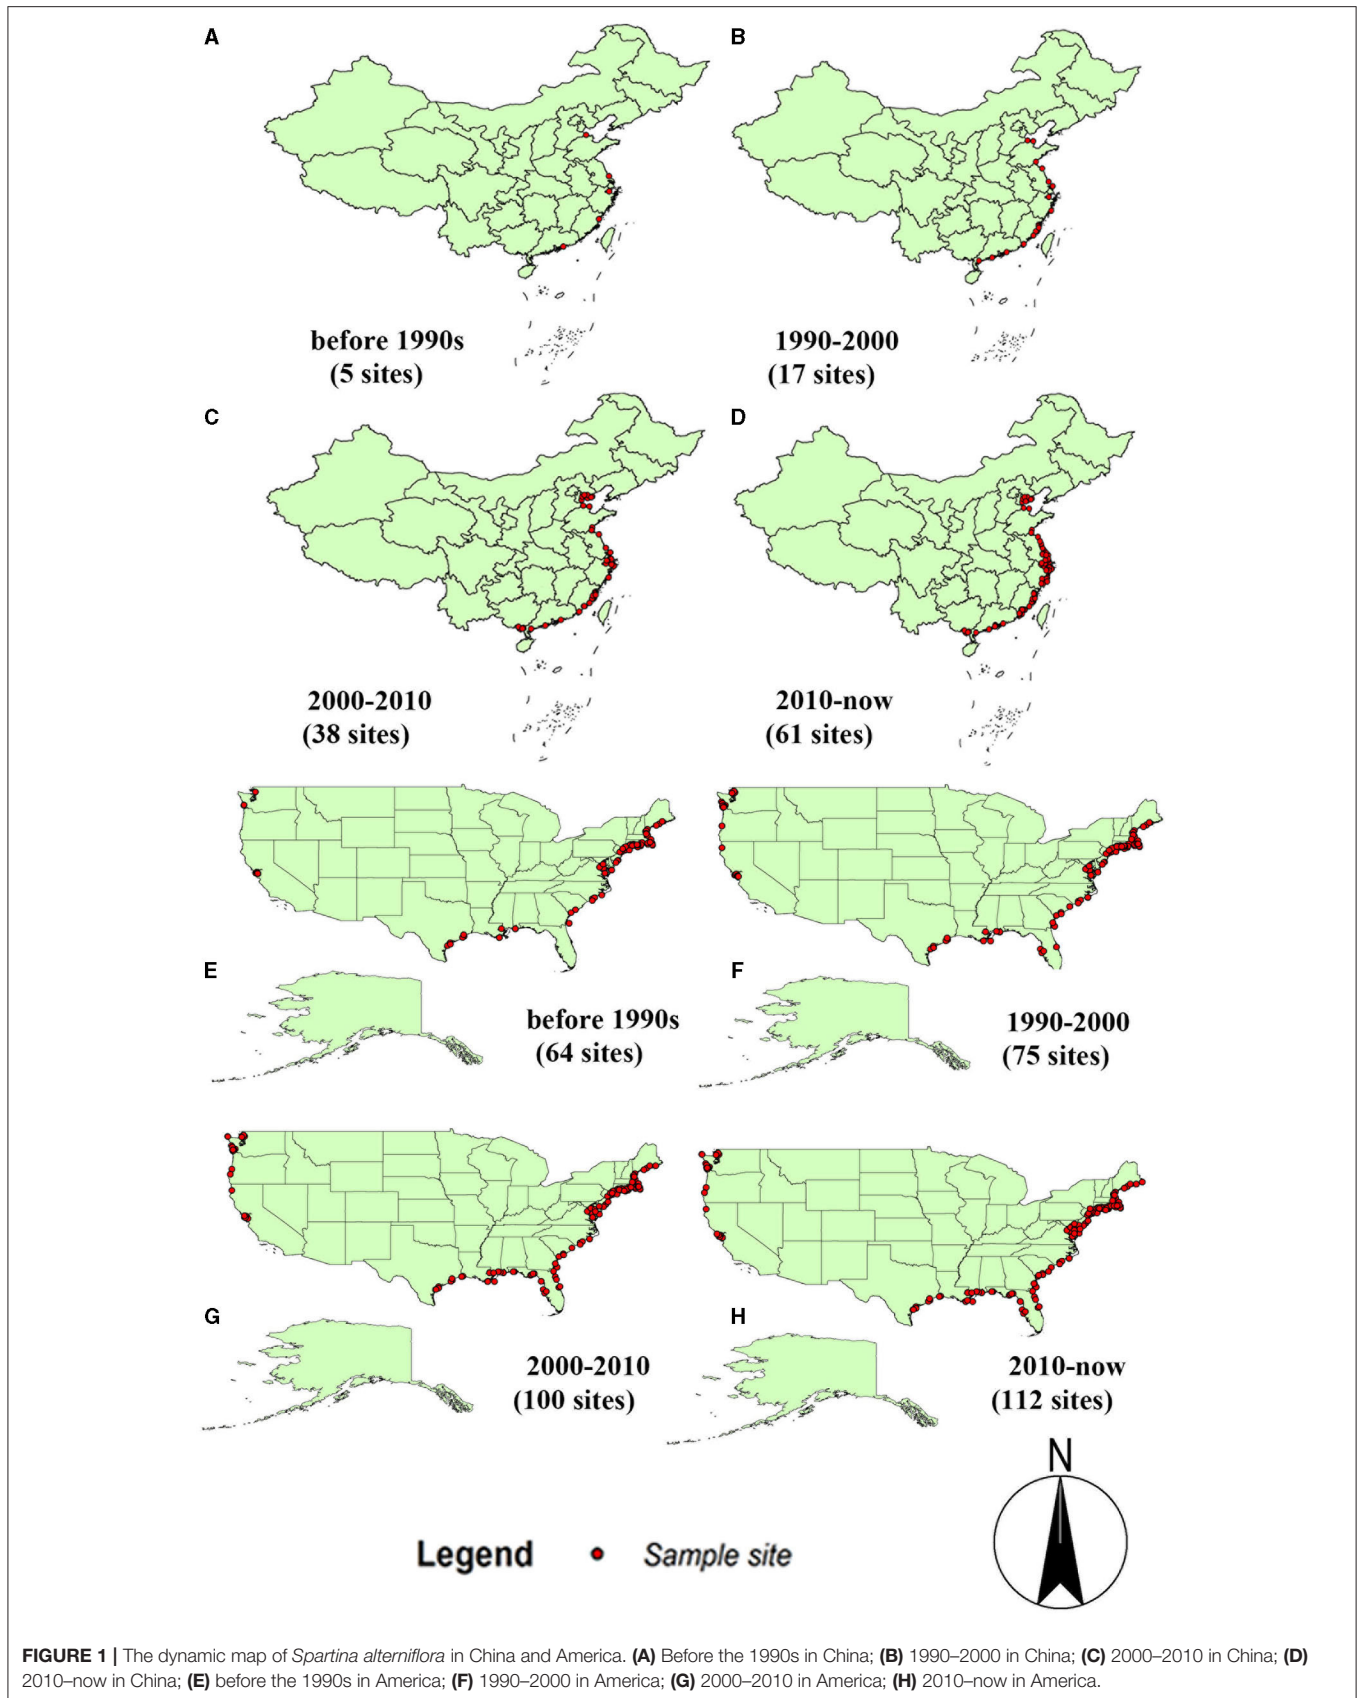 A
B
before 1990s
(5 sites)
1990-2000
(17 sites)
C
D
2000-2010
(38 sites)
2010-now
(61 sites)
E
F
before 1990s
(64 sites)
1990-2000
(75 sites)
G
H
2000-2010
(100 sites)
2010-now
(112 sites)
N
Legend
Sample site
FIGURE 1 | The dynamic map of Spartina alterniflora in China and America. (A) Before the 1990s in China; (B) 1990–2000 in China; (C) 2000–2010 in China; (D)
2010–now in China; (E) before the 1990s in America; (F) 1990–2000 in America; (G) 2000–2010 in America; (H) 2010–now in America.